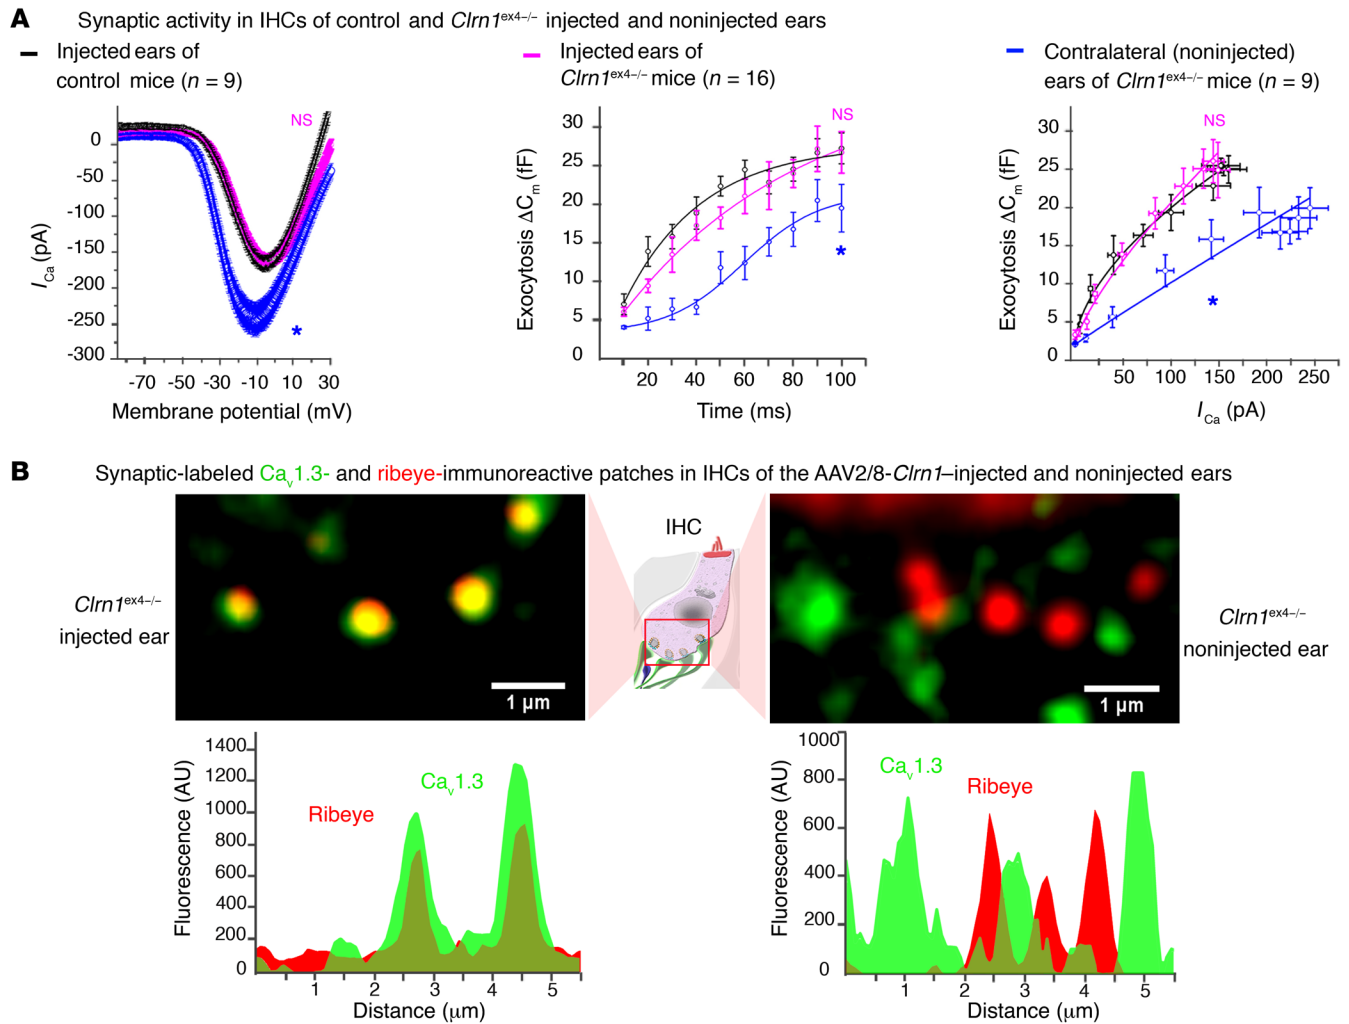 A Synaptic activity in IHCs of control and Clrn1ex4–/– injected and noninjected ears
Injected ears of
control mice (n = 9)
Injected ears of
Clrn1ex4–/– mice (n = 16)
Contralateral (noninjected)
ears of Clrn1ex4–/– mice (n = 9)
ICa (pA)
0
-50
-100
-150
-200
-250
-300
NS
*
-70 -50 -30 -10 10 30
Membrane potential (mV)
Exocytosis ΔCm (fF)
30
25
20
15
10
5
0
NS
*
20 40 60 80 100
Time (ms)
Exocytosis ΔCm (fF)
30
25
20
15
10
5
0
NS
*
50 100 150 200 250
ICa (pA)
B Synaptic-labeled Cav1.3- and ribeye-immunoreactive patches in IHCs of the AAV2/8-Clrn1–injected and noninjected ears
Clrn1ex4–/–
injected ear
1 µm
IHC
1 µm
Clrn1ex4–/–
noninjected ear
Fluorescence (AU)
1400
1200
1000
800
600
400
200
0
Cav1.3
Ribeye
1 2 3 4 5
Distance (µm)
Fluorescence (AU)
1000
800
600
400
200
0
Cav1.3
Ribeye
1 2 3 4 5
Distance (µm)